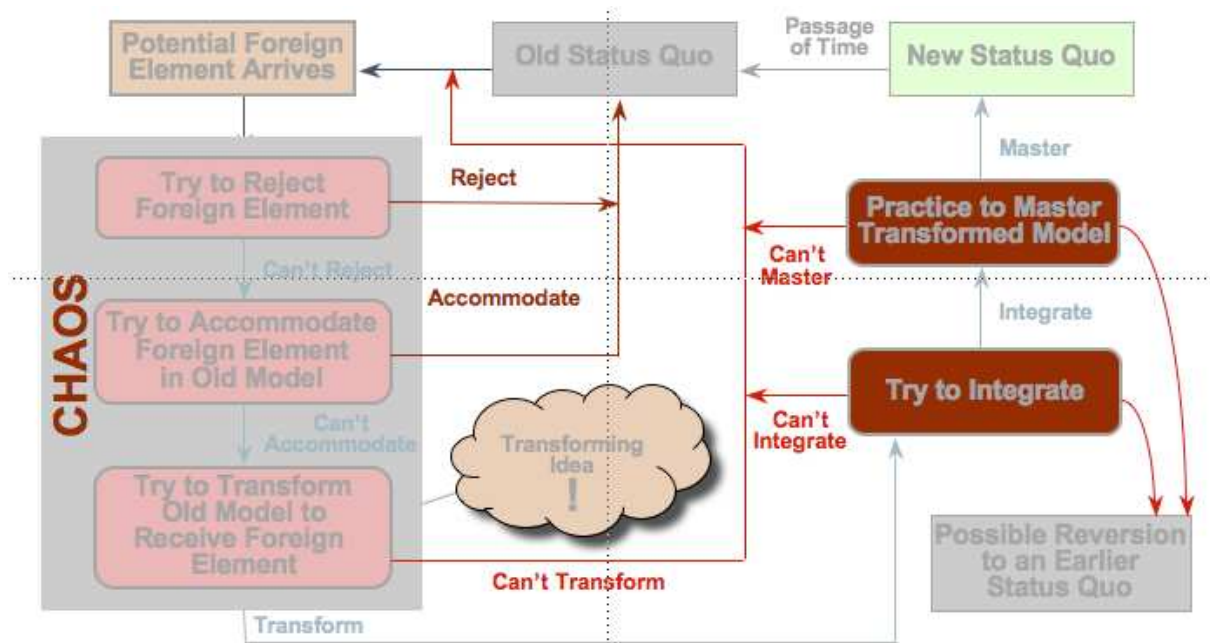 Potential Foreign
Element Arrives
Old Status Quo
Passage
of Time
New Status Quo
Master
Try to Reject
Foreign Element
Reject
Practice to Master
Transformed Model
Can't Reject
Can't
Master
CHAOS
Accommodate
Integrate
Try to Accommodate
Foreign Element
in Old Model
Try to Integrate
Can't
Accommodate
Can't
Integrate
Transforming
Idea
!
Try to Transform
Old Model to
Receive Foreign
Element
Can't Transform
Possible Reversion
to an Earlier
Status Quo
Transform